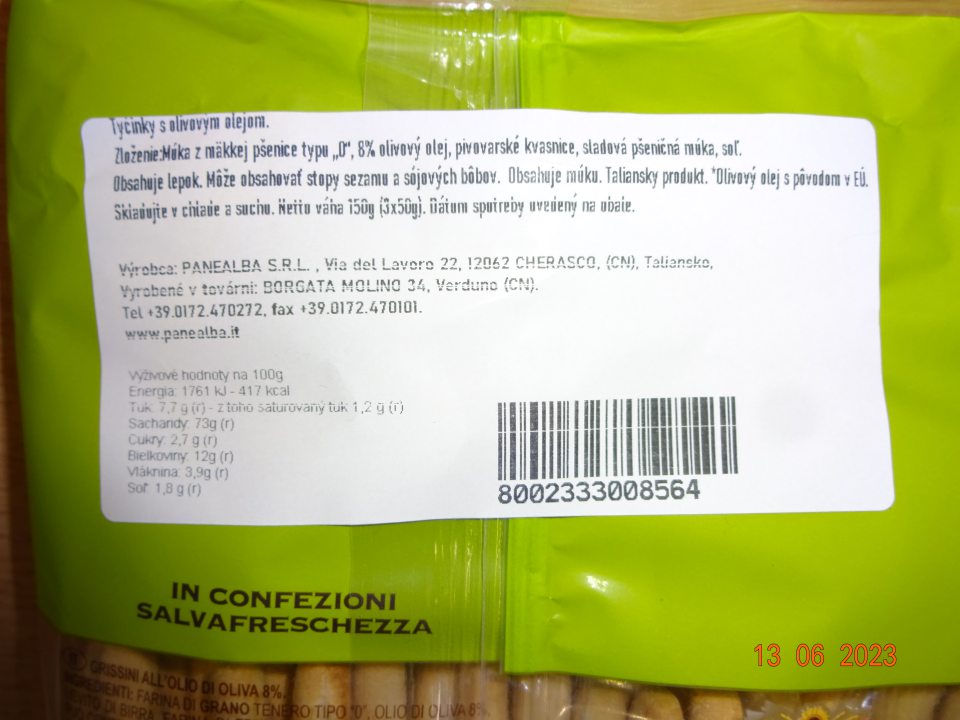 Tyčinky s olivovým olejom.
Zloženie:Múka z mäkkej pšenice typu „0“, 8% olivový olej, pivovarské kvasnice, sladová pšeničná múka, soľ.
Obsahuje lepok. Môže obsahovať stopy sezamu a sójových bôbov. Obsahuje múku. Taliansky produkt. *Olivový olej s pôvodom v EÚ.
Skladujte v chlade a suchu. Netto váha 150g (3x50g). Dátum spotreby uvedený na obale.
Výrobca: PANEALBA S.R.L. , Via del Lavoro 22, 12062 CHERASCO, (CN), Taliansko,
Vyrobené v továrni: BORGATA MOLINO 34, Verduno (CN).
Tel +39.0172.470272, fax +39.0172.470101.
www.panealba.it
Výživové hodnoty na 100g
Energia: 1761 kJ - 417 kcal
Tuk: 7,7 g (r) - z toho saturovaný tuk 1,2 g (r)
Sacharidy: 73g (r)
Cukry: 2,7 g (r)
Bielkoviny: 12g (r)
Vláknina: 3,9g (r)
Soľ: 1,8 g (r)
8002333008564
IN CONFEZIONI
SALVAFRESCHEZZA
13 06 2023
GRISSINI ALL'OLIO DI OLIVA 8%.
INGREDIENTI: FARINA DI GRANO TENERO TIPO "0", OLIO DI OLIVA 8%,
DI BIRRA,